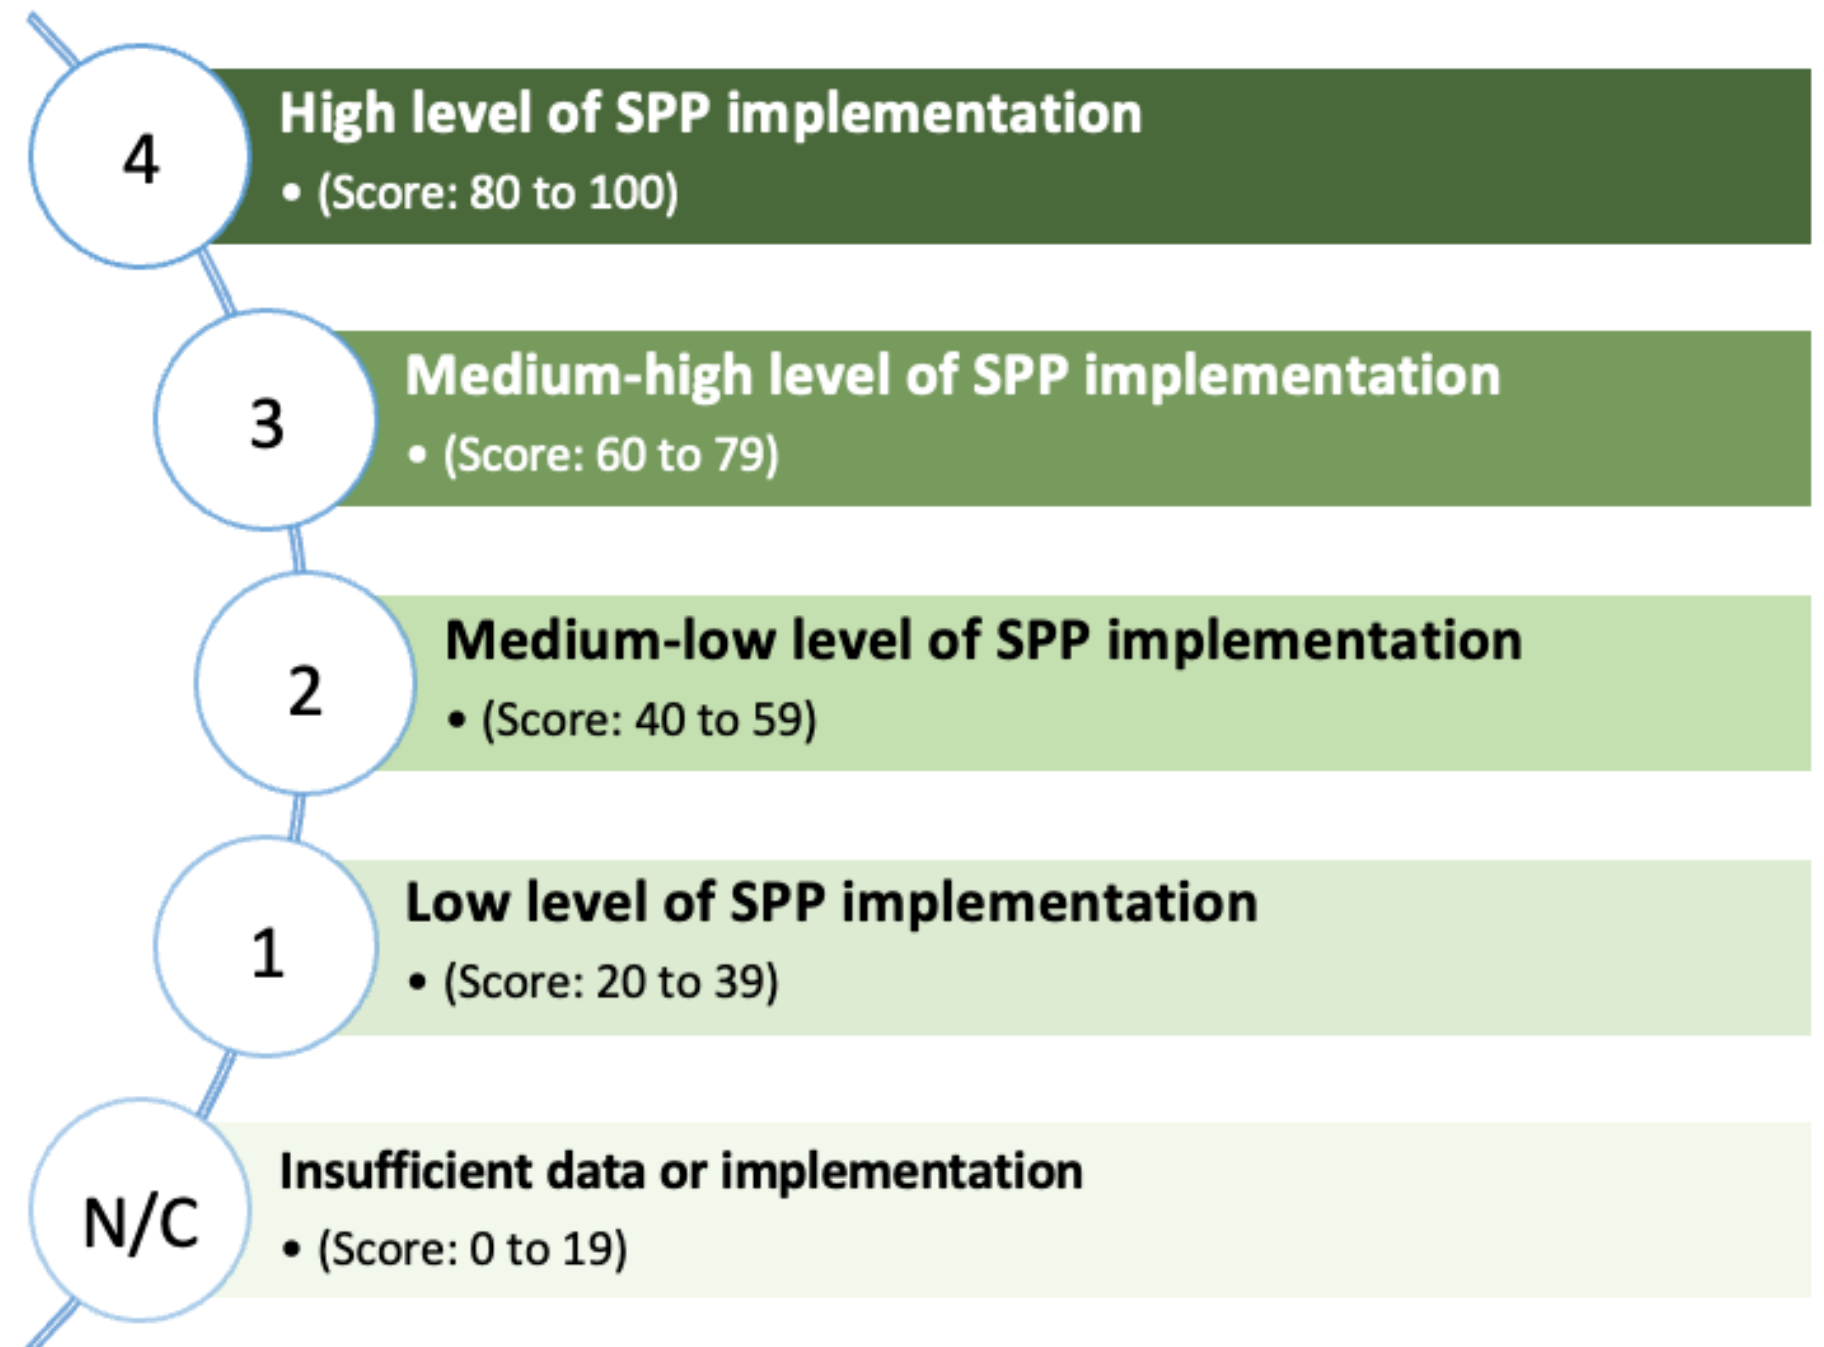 4
High level of SPP implementation
• (Score: 80 to 100)
3
Medium-high level of SPP implementation
• (Score: 60 to 79)
2
Medium-low level of SPP implementation
• (Score: 40 to 59)
1
Low level of SPP implementation
• (Score: 20 to 39)
N/C
Insufficient data or implementation
• (Score: 0 to 19)